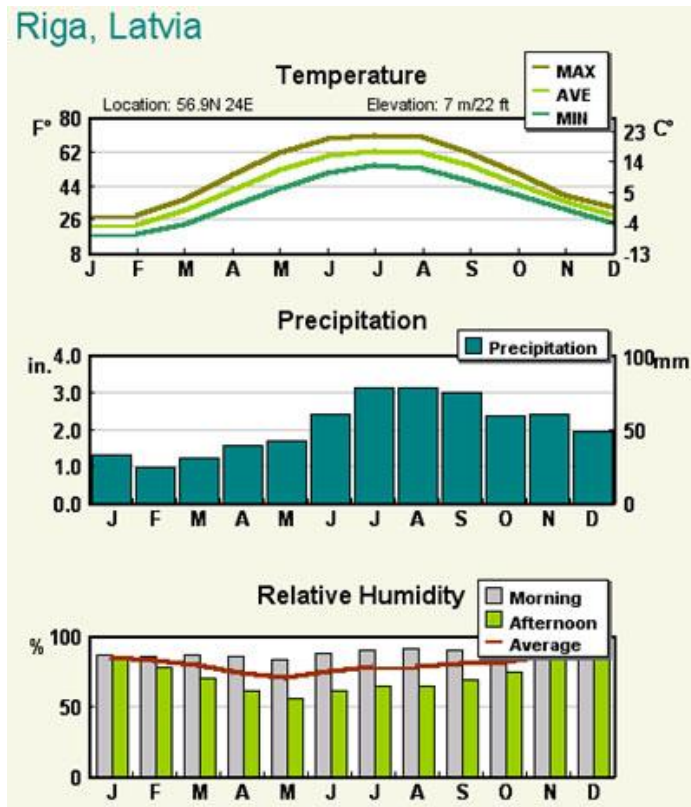 Riga, Latvia
Temperature
MAX
AVE
MIN
Location: 56.9N 24E
Elevation: 7 m/22 ft
F°
80
62
44
26
8
23 C°
14
5
-4
-13
J F M A M J J A S O N D
Precipitation
Precipitation
in.
4.0
3.0
2.0
1.0
0.0
100mm
50
0
J F M A M J J A S O N D
Relative Humidity
Morning
Afternoon
Average
%
100
50
0
J F M A M J J A S O N D